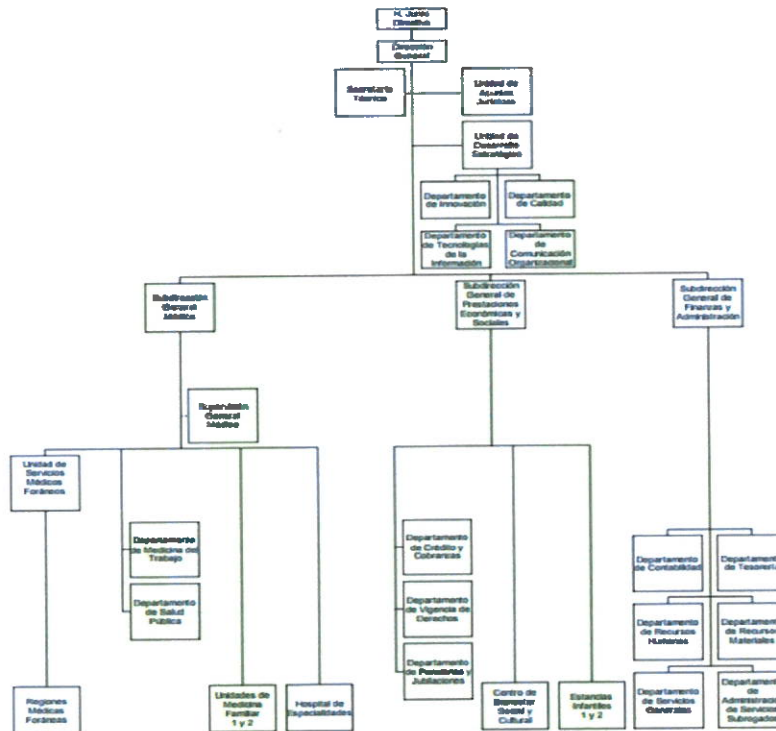 H. Junta
Directiva
Dirección
General
Secretario
Técnico
Unidad de
Asuntos
Jurídicos
Unidad de
Desarrollo
Estratégico
Departamento
de Innovación
Departamento
de Calidad
Departamento
de Tecnologías
de la
Información
Departamento
de
Comunicación
Organizacional
Subdirección
General
Médica
Subdirección
General de
Prestaciones
Económicas y
Sociales
Subdirección
General de
Finanzas y
Administración
Supervisión
General
Médico
Unidad de
Servicios
Médicos
Foráneos
Departamento
de Medicina del
Trabajo
Departamento
de Salud
Pública
Regiones
Médicas
Foráneas
Unidades de
Medicina
Familiar
1 y 2
Hospital de
Especialidades
Departamento
de Crédito y
Cobranzas
Departamento
de Vigencia de
Derechos
Departamento
de Pensiones y
Jubilaciones
Centro de
Bienestar
Social y
Cultural
Estancias
Infantiles
1 y 2
Departamento
de Contabilidad
Departamento
de Tesorería
Departamento
de Recursos
Humanos
Departamento
de Recursos
Materiales
Departamento
de Servicios
Generales
Departamento
de
Administración
de Servicios
Subrogados